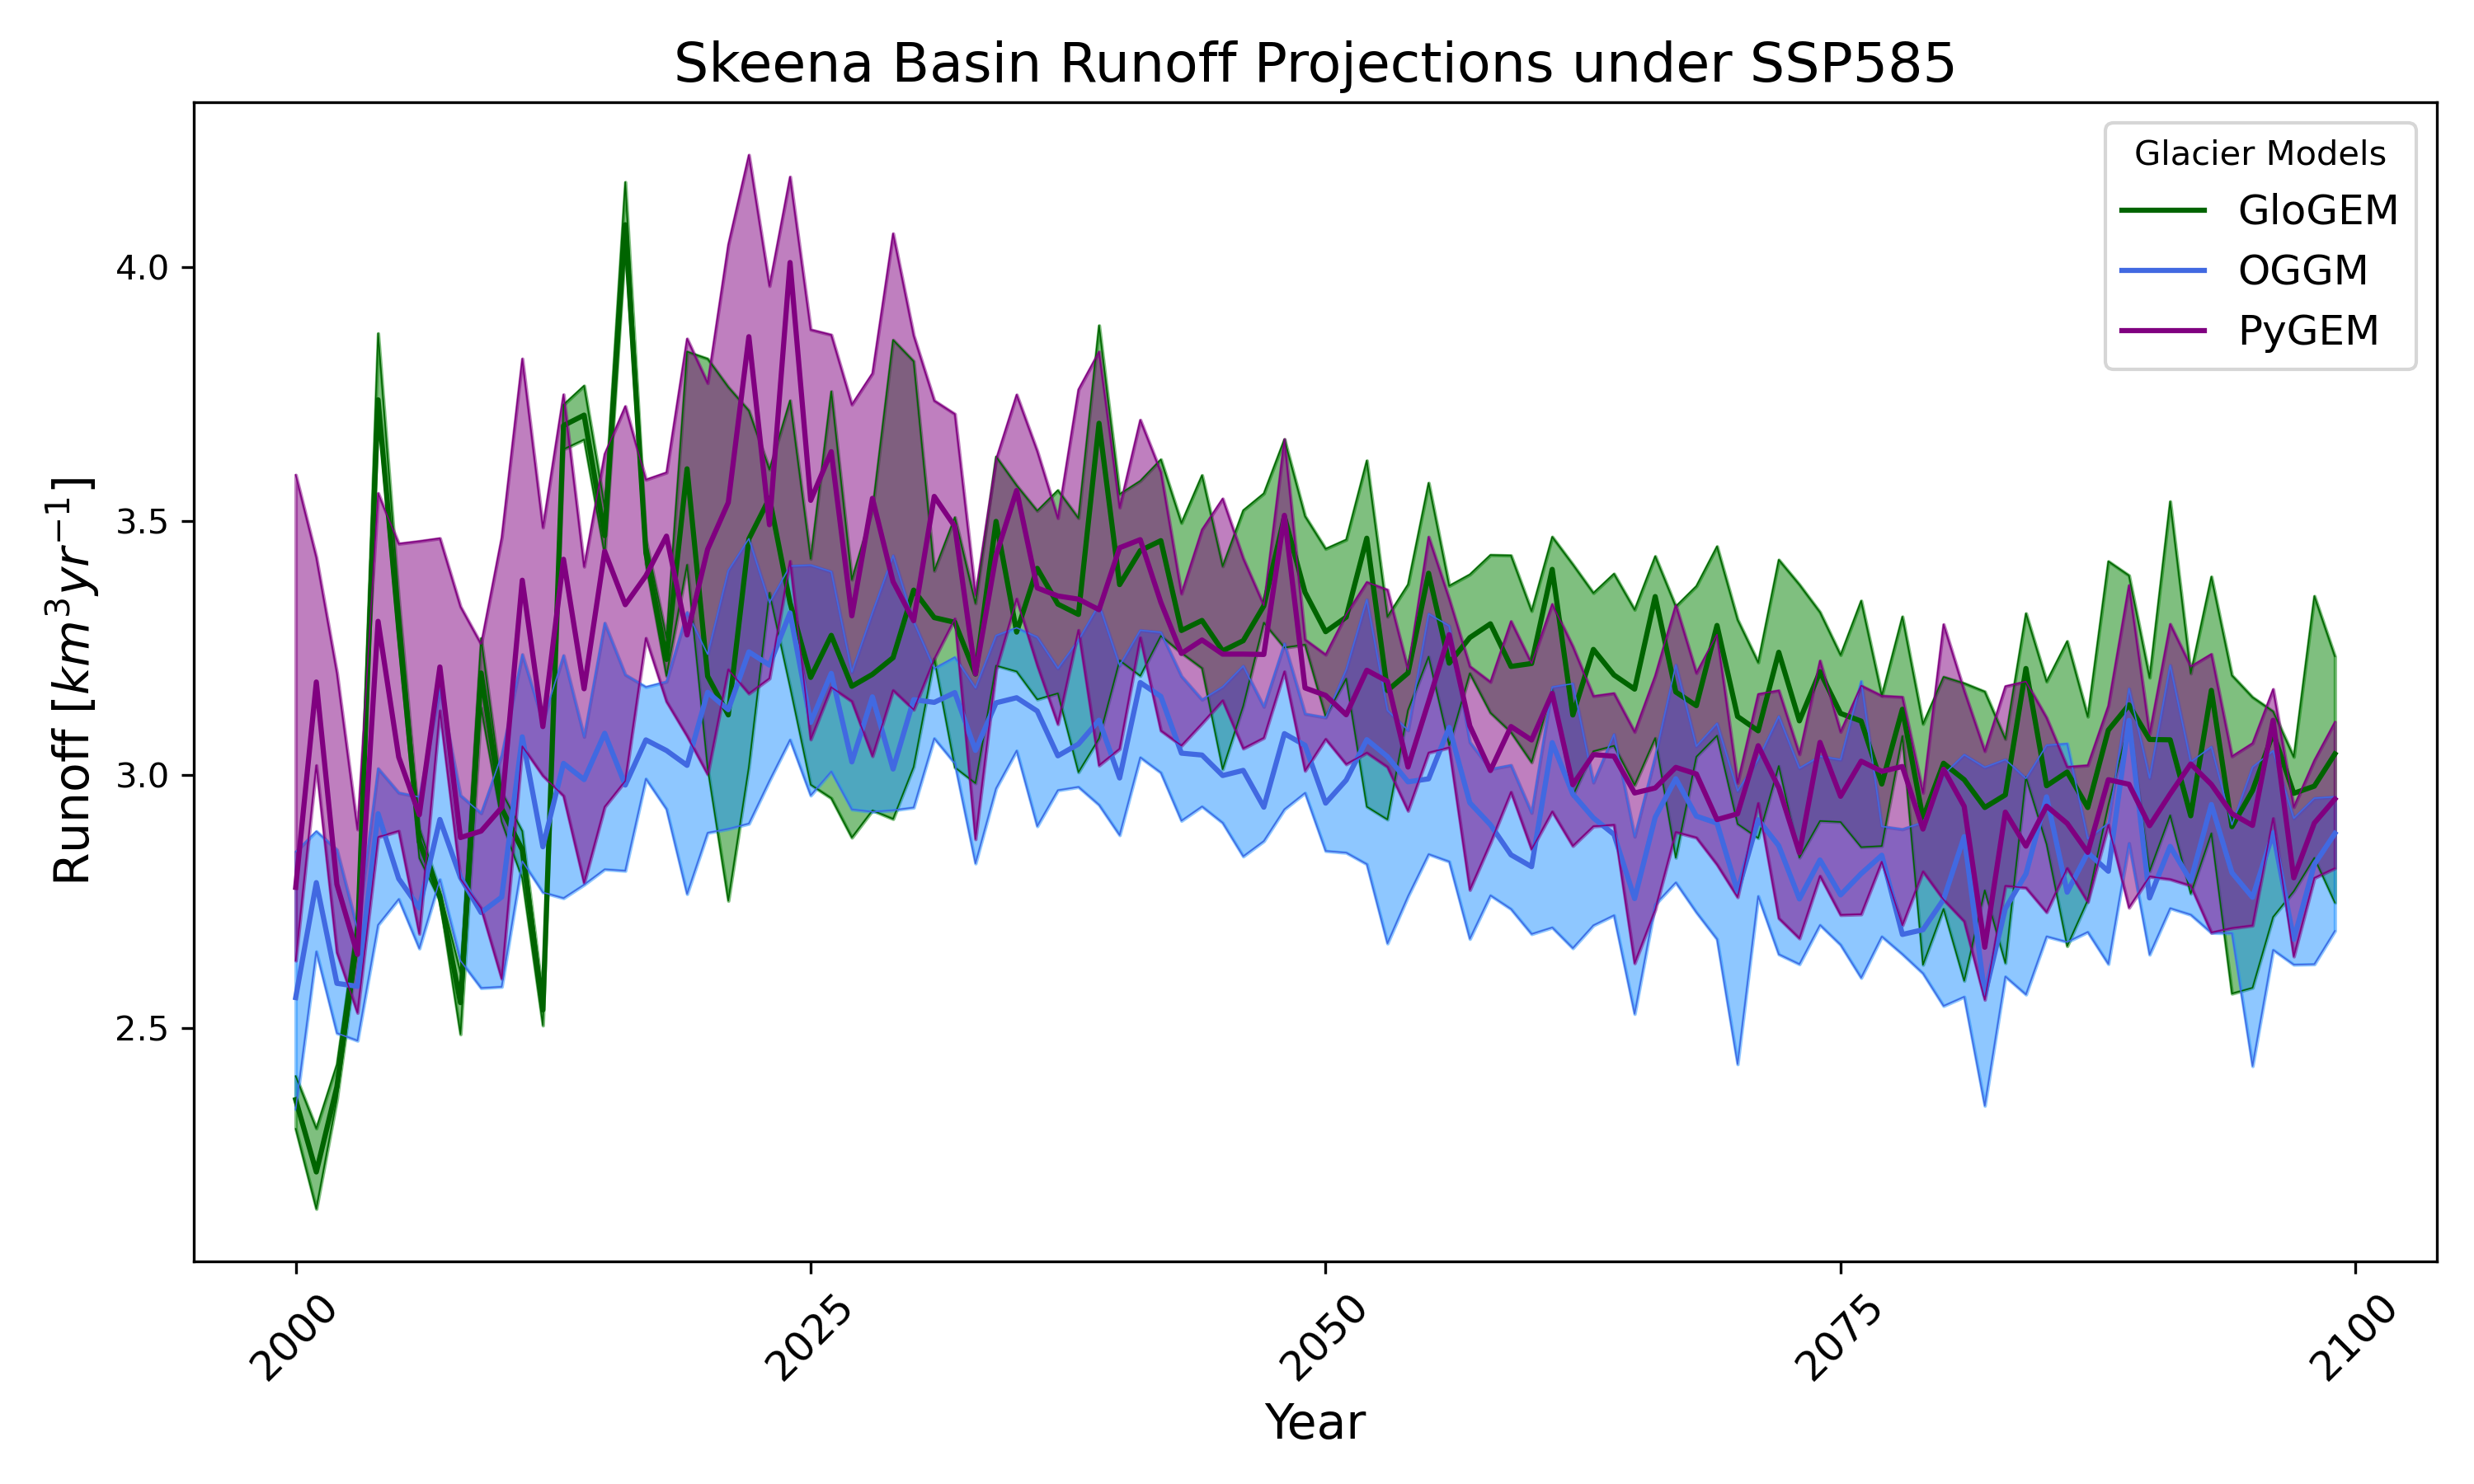 Skeena Basin Runoff Projections under SSP585
Glacier Models
GloGEM
OGGM
PyGEM
Runoff [km³yr⁻¹]
4.0
3.5
3.0
2.5
2000
2025
2050
2075
2100
Year